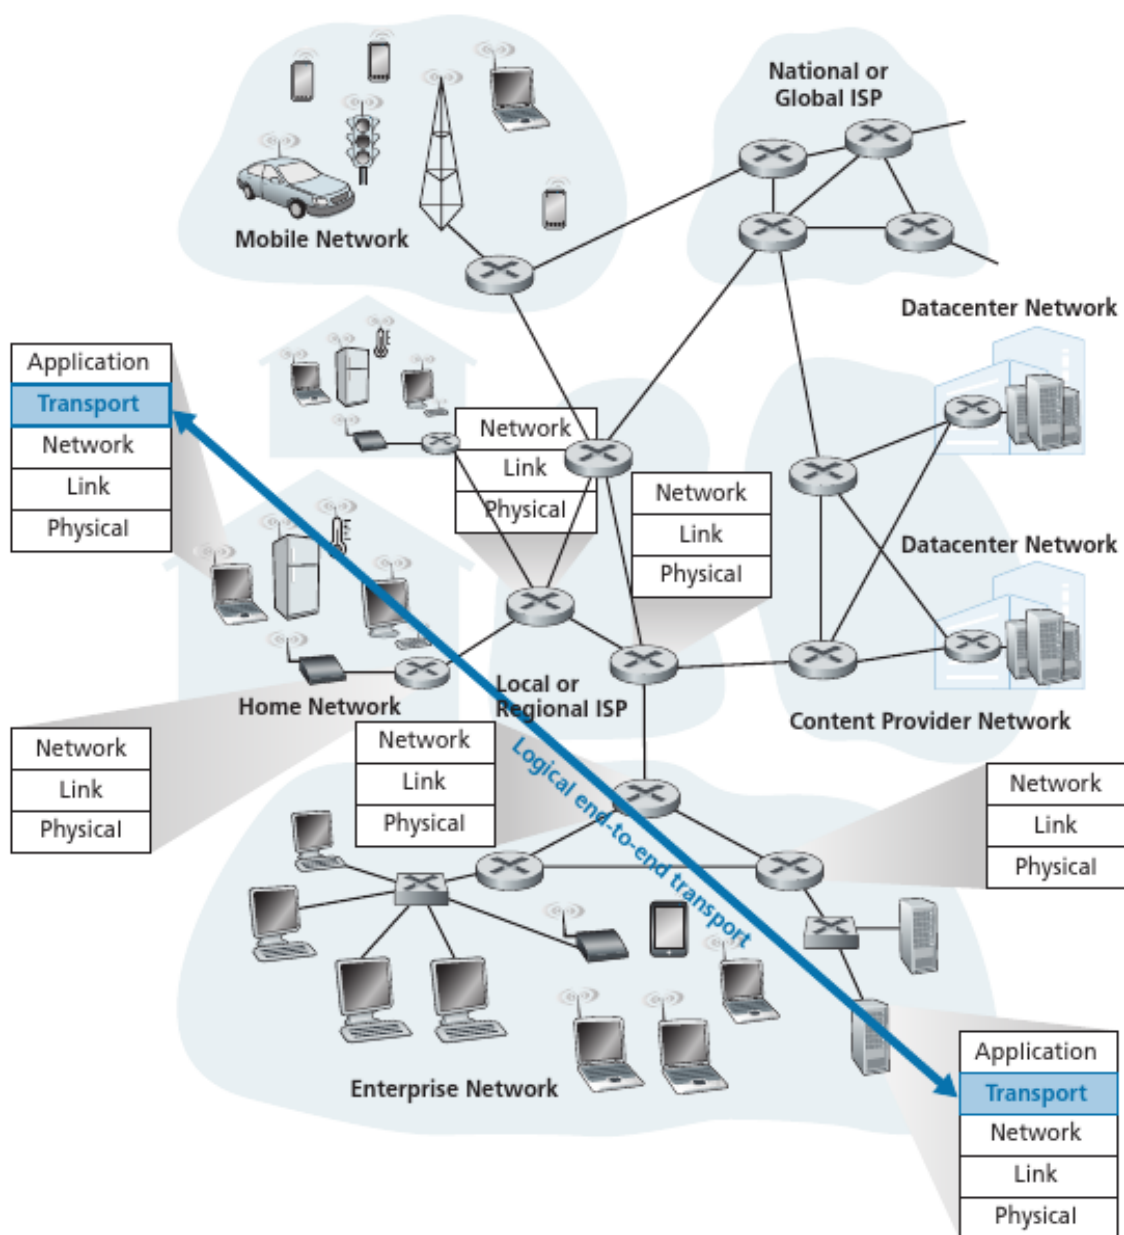 National or
Global ISP
Mobile Network
Datacenter Network
Application
Transport
Network
Link
Physical
Network
Link
Physical
Network
Link
Physical
Datacenter Network
Home Network
Local or
Regional ISP
Content Provider Network
Network
Link
Physical
Network
Link
Physical
Logical end-to-end transport
Network
Link
Physical
Enterprise Network
Application
Transport
Network
Link
Physical